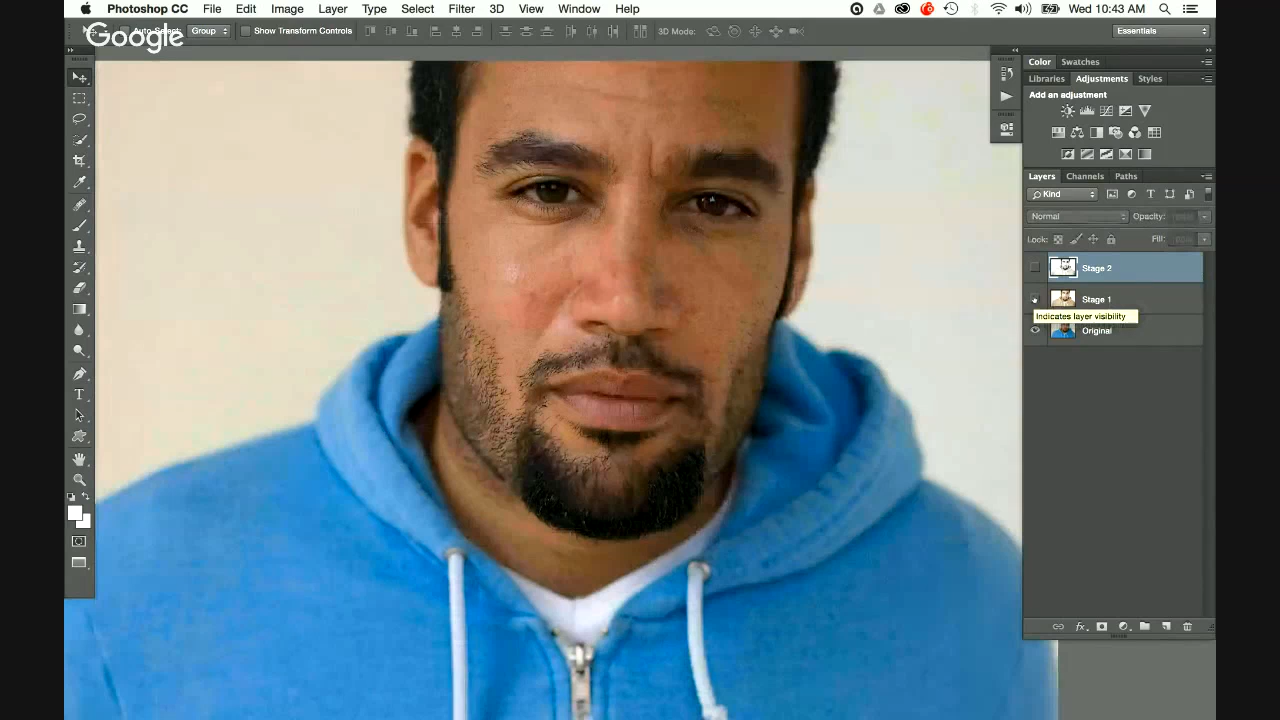 Photoshop CC File Edit Image Layer Type Select Filter 3D View Window Help Wed 10:43 AM
Google
Auto-Select: Group Show Transform Controls 3D Mode: Essentials
Color Swatches
Libraries Adjustments Styles
Add an adjustment
Layers Channels Paths
Kind
Normal Opacity:
Lock: Fill:
Stage 2
Stage 1
Indicates layer visibility
Original